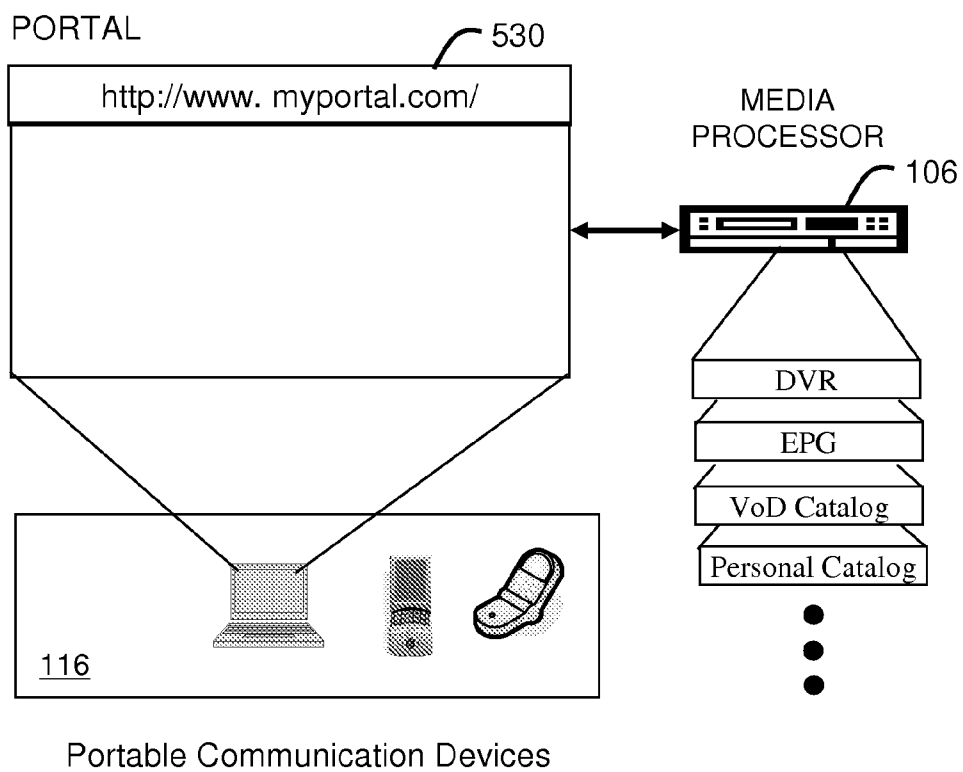 PORTAL
530
http://www. myportal.com/
MEDIA
PROCESSOR
106
DVR
EPG
VoD Catalog
Personal Catalog
116
Portable Communication Devices